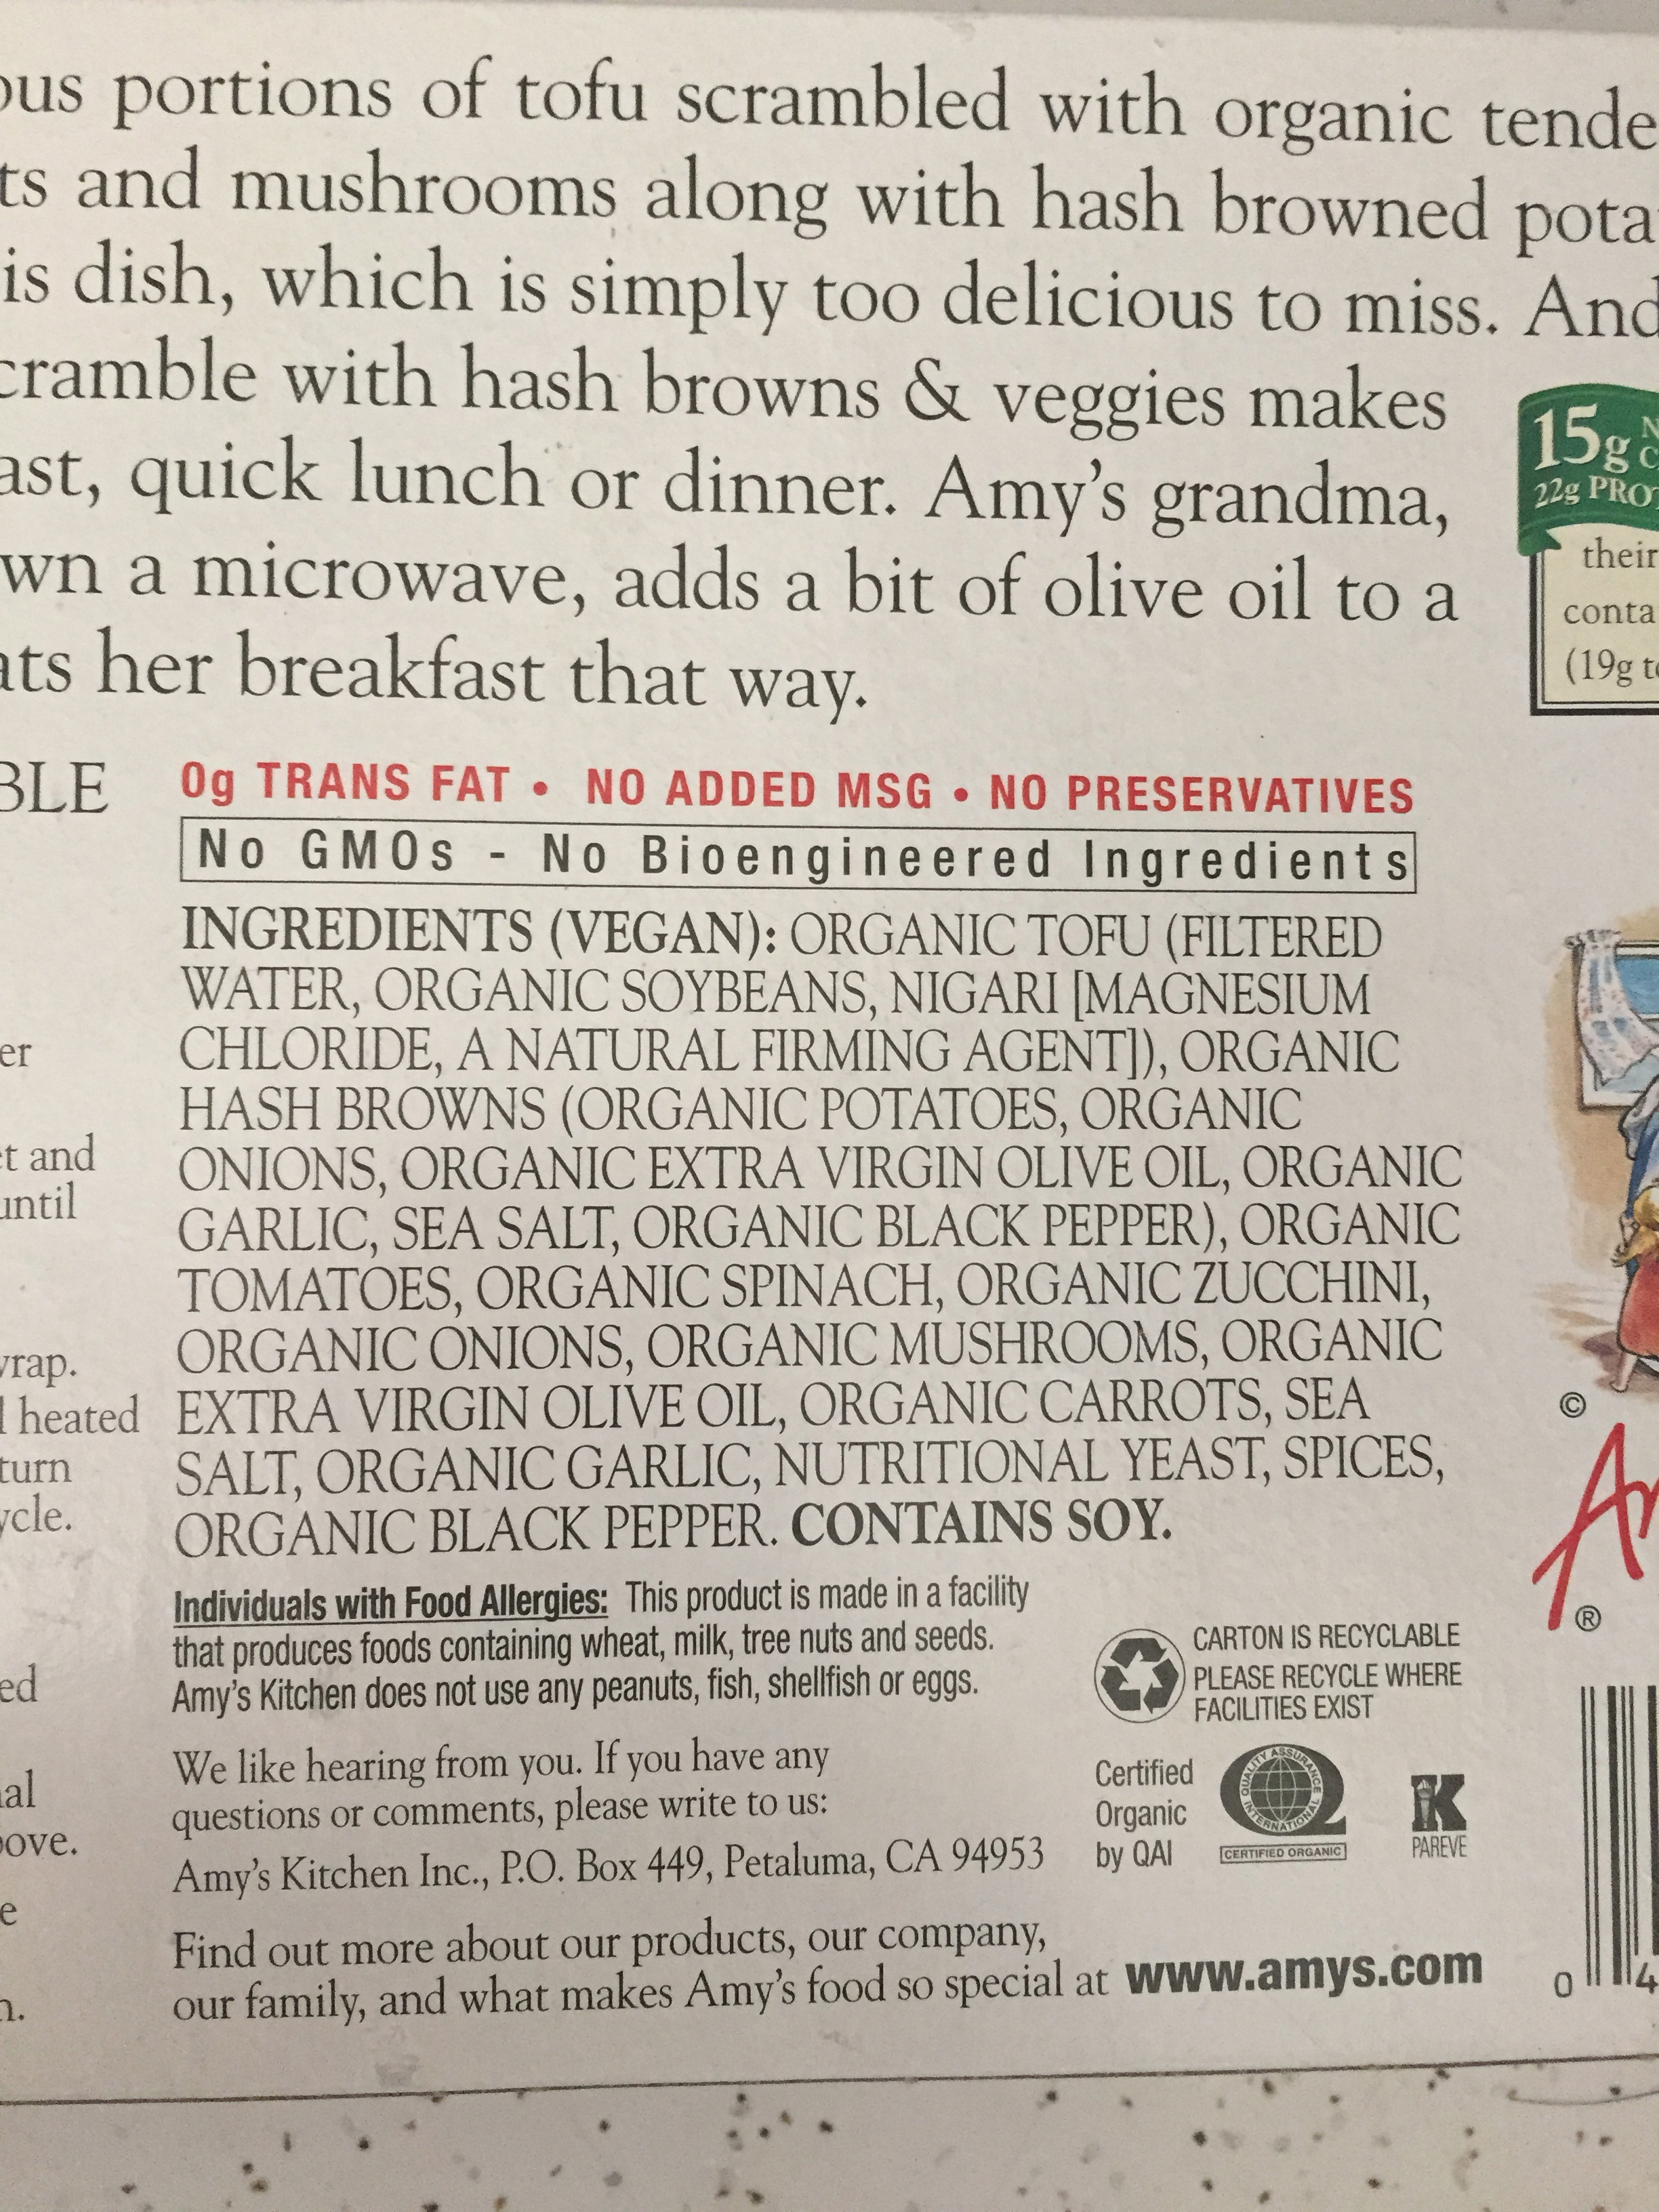 ous portions of tofu scrambled with organic tende
ts and mushrooms along with hash browned pota
is dish, which is simply too delicious to miss. And
cramble with hash browns & veggies makes
ast, quick lunch or dinner. Amy's grandma,
wn a microwave, adds a bit of olive oil to a
ats her breakfast that way.
15g N
C
22g PROT
their
conta
(19g to
BLE
er
et and
until
wrap.
l heated
turn
ycle.
ed
nal
bove.
e
n.
0g TRANS FAT • NO ADDED MSG • NO PRESERVATIVES
No GMOs - No Bioengineered Ingredients
INGREDIENTS (VEGAN): ORGANIC TOFU (FILTERED
WATER, ORGANIC SOYBEANS, NIGARI [MAGNESIUM
CHLORIDE, A NATURAL FIRMING AGENT]), ORGANIC
HASH BROWNS (ORGANIC POTATOES, ORGANIC
ONIONS, ORGANIC EXTRA VIRGIN OLIVE OIL, ORGANIC
GARLIC, SEA SALT, ORGANIC BLACK PEPPER), ORGANIC
TOMATOES, ORGANIC SPINACH, ORGANIC ZUCCHINI,
ORGANIC ONIONS, ORGANIC MUSHROOMS, ORGANIC
EXTRA VIRGIN OLIVE OIL, ORGANIC CARROTS, SEA
SALT, ORGANIC GARLIC, NUTRITIONAL YEAST, SPICES,
ORGANIC BLACK PEPPER. CONTAINS SOY.
Individuals with Food Allergies: This product is made in a facility
that produces foods containing wheat, milk, tree nuts and seeds.
Amy's Kitchen does not use any peanuts, fish, shellfish or eggs.
CARTON IS RECYCLABLE
PLEASE RECYCLE WHERE
FACILITIES EXIST
We like hearing from you. If you have any
questions or comments, please write to us:
Amy's Kitchen Inc., P.O. Box 449, Petaluma, CA 94953
Certified
Organic
by QAI
QUALITY ASSURANCE
INTERNATIONAL
CERTIFIED ORGANIC
K
PAREVE
Find out more about our products, our company,
our family, and what makes Amy's food so special at www.amys.com
©
Am
®
0 4